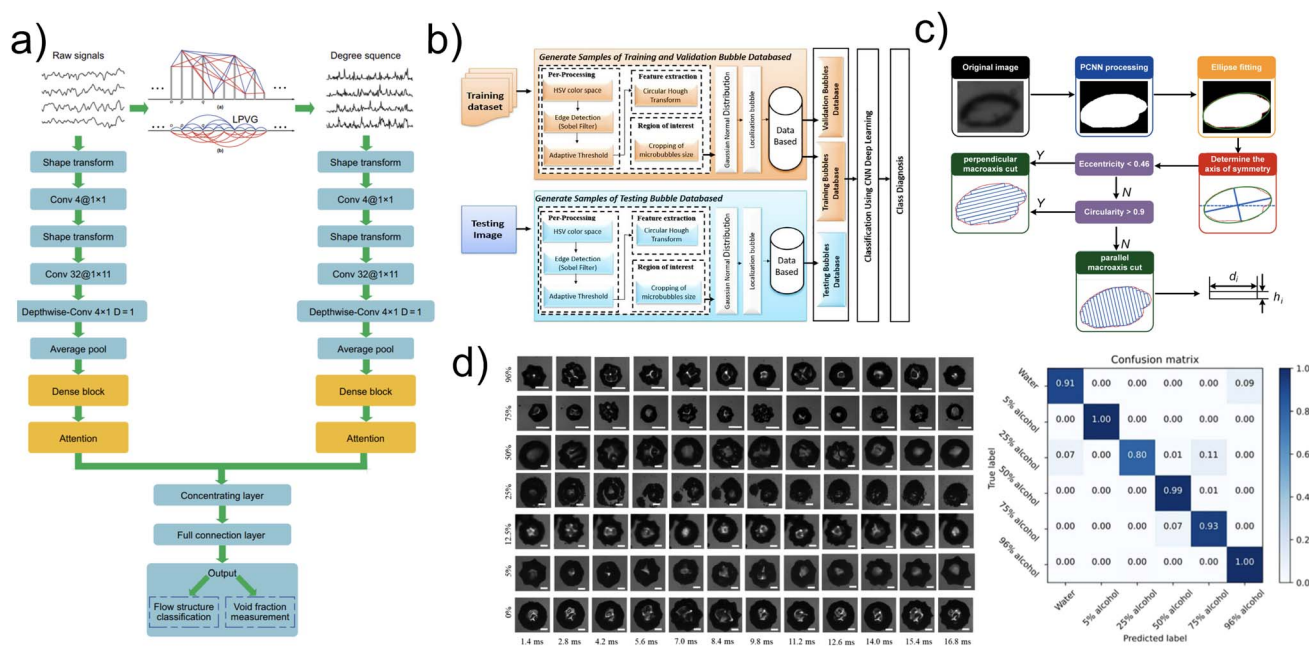 a)
Raw signals
Degree squence
(a)
LPVG
(b)
Shape transform
Shape transform
Conv 4@1×1
Conv 4@1×1
Shape transform
Shape transform
Conv 32@1×11
Conv 32@1×11
Depthwise-Conv 4×1 D=1
Depthwise-Conv 4×1 D=1
Average pool
Average pool
Dense block
Dense block
Attention
Attention
Concentrating layer
Full connection layer
Output
Flow structure
classification
Void fraction
measurement
b)
Training
dataset
Generate Samples of Training and Validation Bubble Databased
Per-Processing
HSV color space
Edge Detection
(Sobel Filter)
Adaptive Threshold
Feature extraction
Circular Hough
Transform
Region of interest
Cropping of
microbubbles size
Gaussian Normal Distribution
Localization bubble
Data
Based
Testing
Image
Generate Samples of Testing Bubble Databased
Per-Processing
HSV color space
Edge Detection
(Sobel Filter)
Adaptive Threshold
Feature extraction
Circular Hough
Transform
Region of interest
Cropping of
microbubbles size
Gaussian Normal Distribution
Localization bubble
Data
Based
Validation Bubbles
Database
Training Bubbles
Database
Testing Bubbles
Database
Classification Using CNN Deep Learning
Class Diagnosis
c)
Original image
PCNN processing
Ellipse fitting
perpendicular
macroaxis cut
Y
Eccentricity < 0.46
Determine the
axis of symmetry
N
Y
Circularity > 0.9
N
parallel
macroaxis cut
d_i
h_i
d)
96%
75%
50%
25%
12.5%
5%
0%
1.4 ms 2.8 ms 4.2 ms 5.6 ms 7.0 ms 8.4 ms 9.8 ms 11.2 ms 12.6 ms 14.0 ms 15.4 ms 16.8 ms
Confusion matrix
True label
Water 0.91 0.00 0.00 0.00 0.00 0.09
5% alcohol 0.00 1.00 0.00 0.00 0.00 0.00
25% alcohol 0.07 0.00 0.80 0.01 0.11 0.00
50% alcohol 0.00 0.00 0.00 0.99 0.01 0.00
75% alcohol 0.00 0.00 0.00 0.07 0.93 0.00
96% alcohol 0.00 0.00 0.00 0.00 0.00 1.00
Water 5% alcohol 25% alcohol 50% alcohol 75% alcohol 96% alcohol
Predicted label
1.0
0.8
0.6
0.4
0.2
0.0